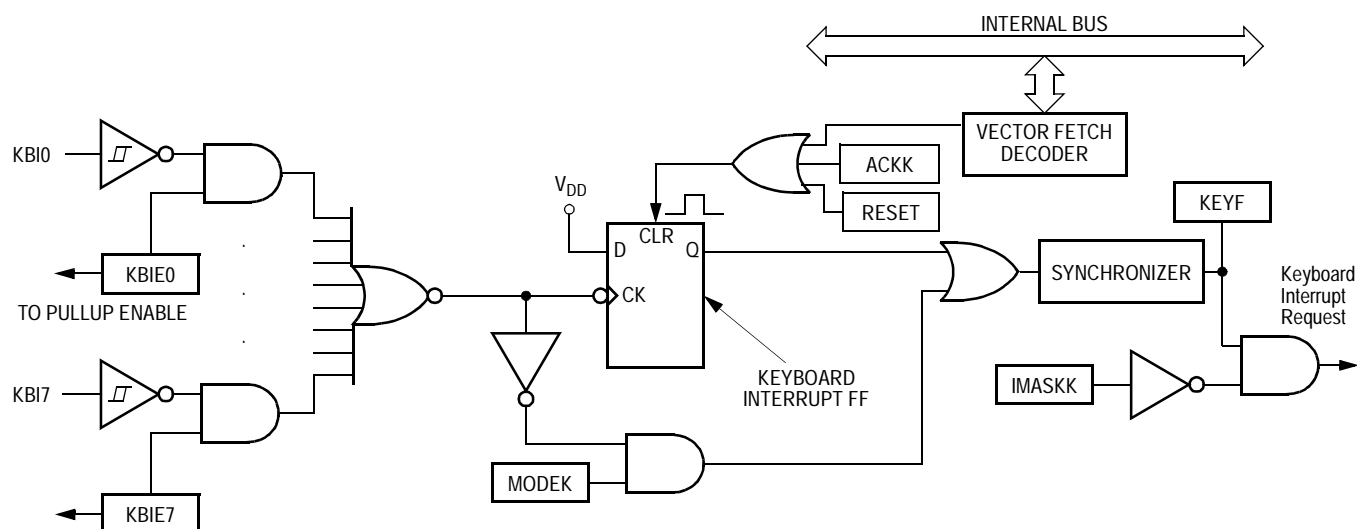 INTERNAL BUS
VECTOR FETCH
DECODER
KBI0
ACKK
VDD
RESET
KEYF
CLR
D
Q
KBIE0
SYNCHRONIZER
Keyboard
Interrupt
Request
CK
TO PULLUP ENABLE
KBI7
KEYBOARD
INTERRUPT FF
IMASKK
MODEK
KBIE7